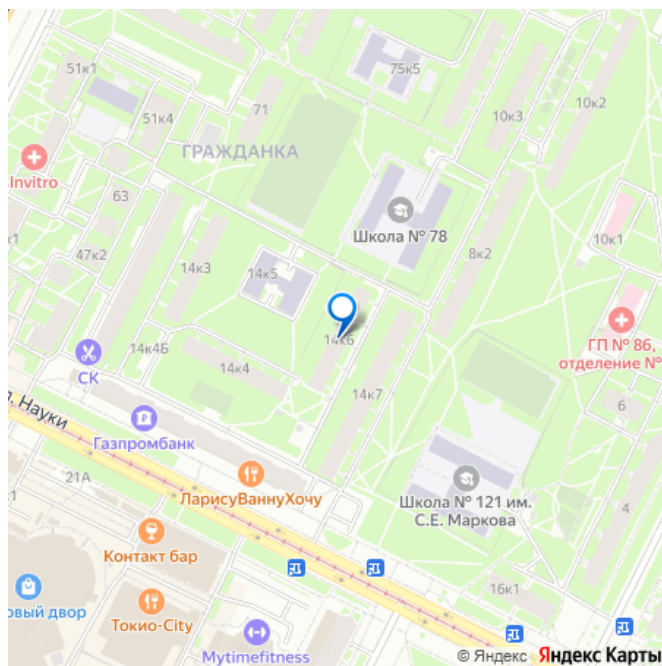 51к1
75к5
10к2
51к4
71
10к3
ГРАЖДАНКА
Invitro
63
Школа № 78
10к1
47к2
14к3
14к5
8к2
14к6
ГП № 86,
отделение №
14к4Б
14к4
СК
14к7
6
л. Науки
Газпромбанк
21А
ЛарисуВаннуХочу
Школа № 121 им.
С.Е. Маркова
4
Контакт бар
16к1
овый двор
Токио-City
Mytimefitness
© Яндекс Яндекс Карты